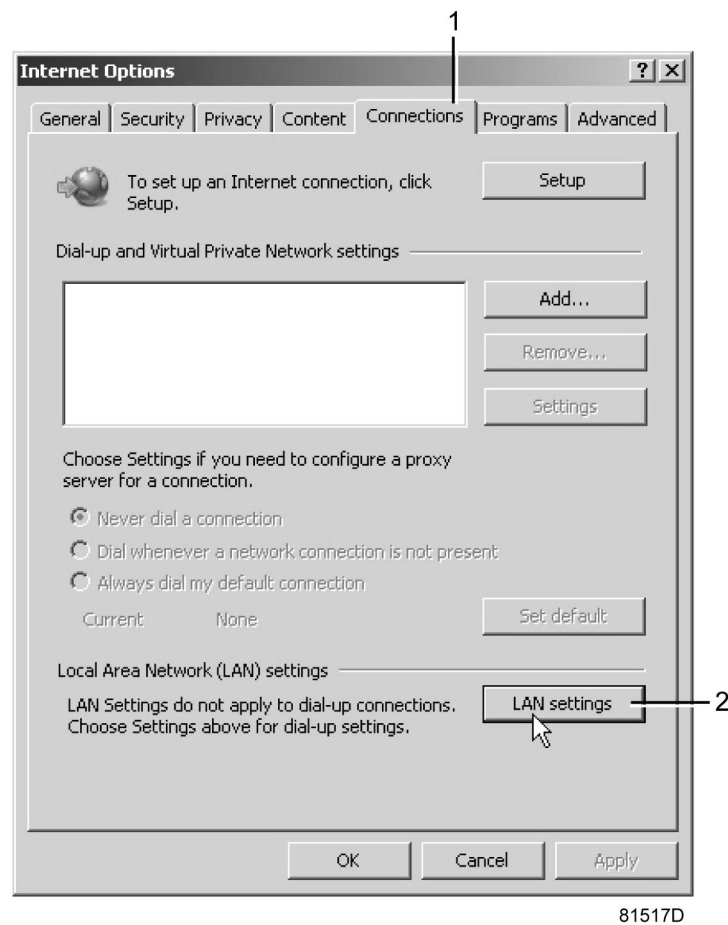 1
Internet Options
General Security Privacy Content Connections Programs Advanced
To set up an Internet connection, click
Setup.
Setup
Dial-up and Virtual Private Network settings
Add...
Remove...
Settings
Choose Settings if you need to configure a proxy
server for a connection.
Never dial a connection
Dial whenever a network connection is not present
Always dial my default connection
Current None
Set default
Local Area Network (LAN) settings
LAN Settings do not apply to dial-up connections.
Choose Settings above for dial-up settings.
LAN settings
2
OK Cancel Apply
81517D